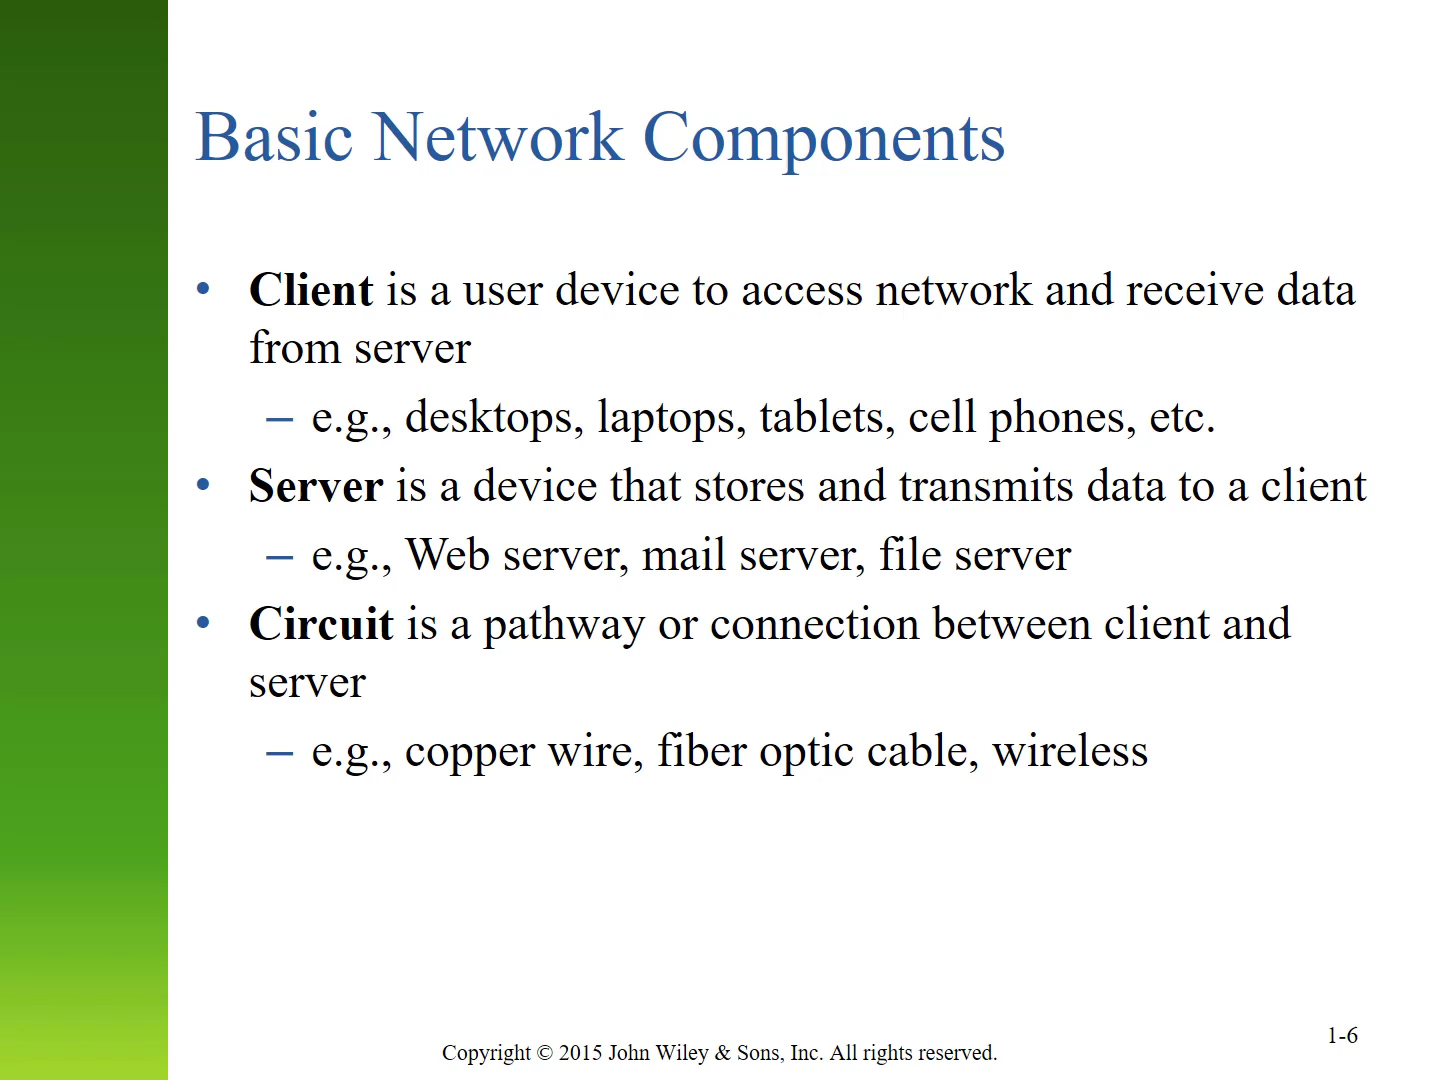 Basic Network Components
• Client is a user device to access network and receive data
from server
– e.g., desktops, laptops, tablets, cell phones, etc.
• Server is a device that stores and transmits data to a client
– e.g., Web server, mail server, file server
• Circuit is a pathway or connection between client and
server
– e.g., copper wire, fiber optic cable, wireless
1-6
Copyright © 2015 John Wiley & Sons, Inc. All rights reserved.